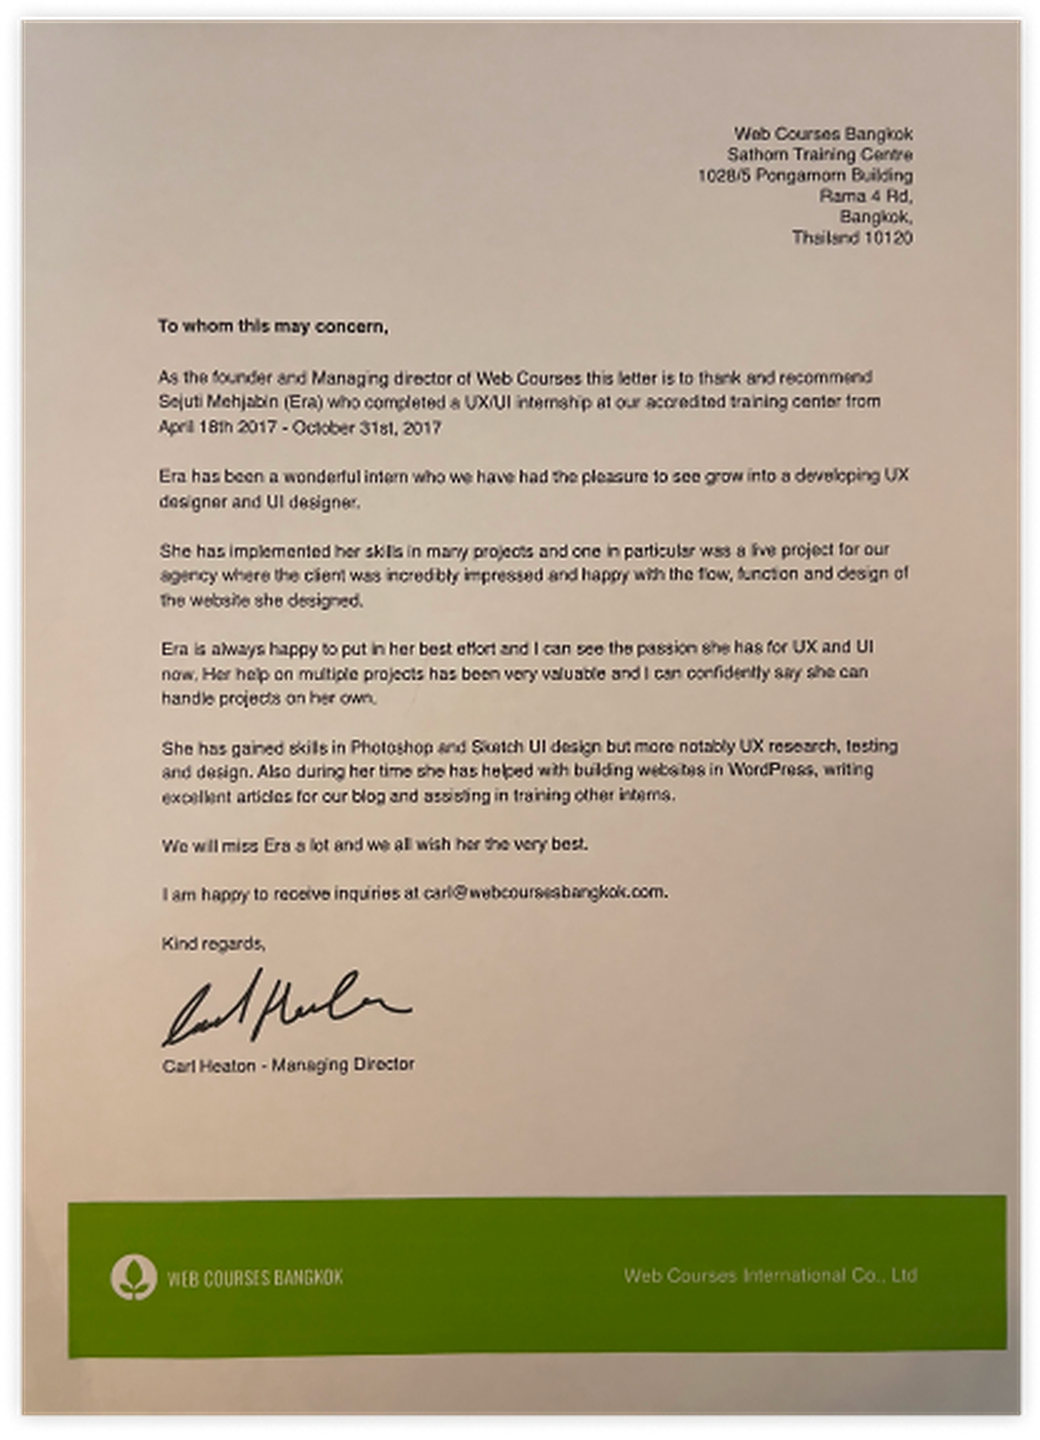 Web Courses Bangkok
Sathorn Training Centre
1028/5 Pongamorn Building
Rama 4 Rd,
Bangkok,
Thailand 10120
To whom this may concern,
As the founder and Managing director of Web Courses this letter is to thank and recommend
Sejuti Mehjabin (Era) who completed a UX/UI internship at our accredited training center from
April 18th 2017 - October 31st, 2017
Era has been a wonderful intern who we have had the pleasure to see grow into a developing UX
designer and UI designer.
She has implemented her skills in many projects and one in particular was a live project for our
agency where the client was incredibly impressed and happy with the flow, function and design of
the website she designed.
Era is always happy to put in her best effort and I can see the passion she has for UX and UI
now. Her help on multiple projects has been very valuable and I can confidently say she can
handle projects on her own.
She has gained skills in Photoshop and Sketch UI design but more notably UX research, testing
and design. Also during her time she has helped with building websites in WordPress, writing
excellent articles for our blog and assisting in training other interns.
We will miss Era a lot and we all wish her the very best.
I am happy to receive inquiries at carl@webcoursesbangkok.com.
Kind regards,
Carl Heaton
Carl Heaton - Managing Director
WEB COURSES BANGKOK
Web Courses International Co., Ltd